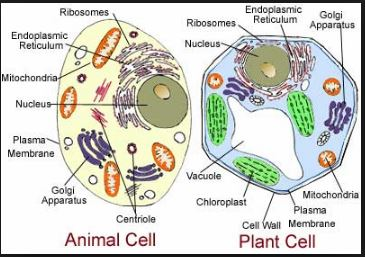 Ribosomes
Endoplasmic
Reticulum
Mitochondria
Nucleus
Plasma
Membrane
Golgi
Apparatus
Centriole
Animal Cell
Endoplasmic
Reticulum
Ribosomes
Golgi
Apparatus
Nucleus
Vacuole
Chloroplast
Mitochondria
Plasma
Membrane
Cell Wall
Plant Cell